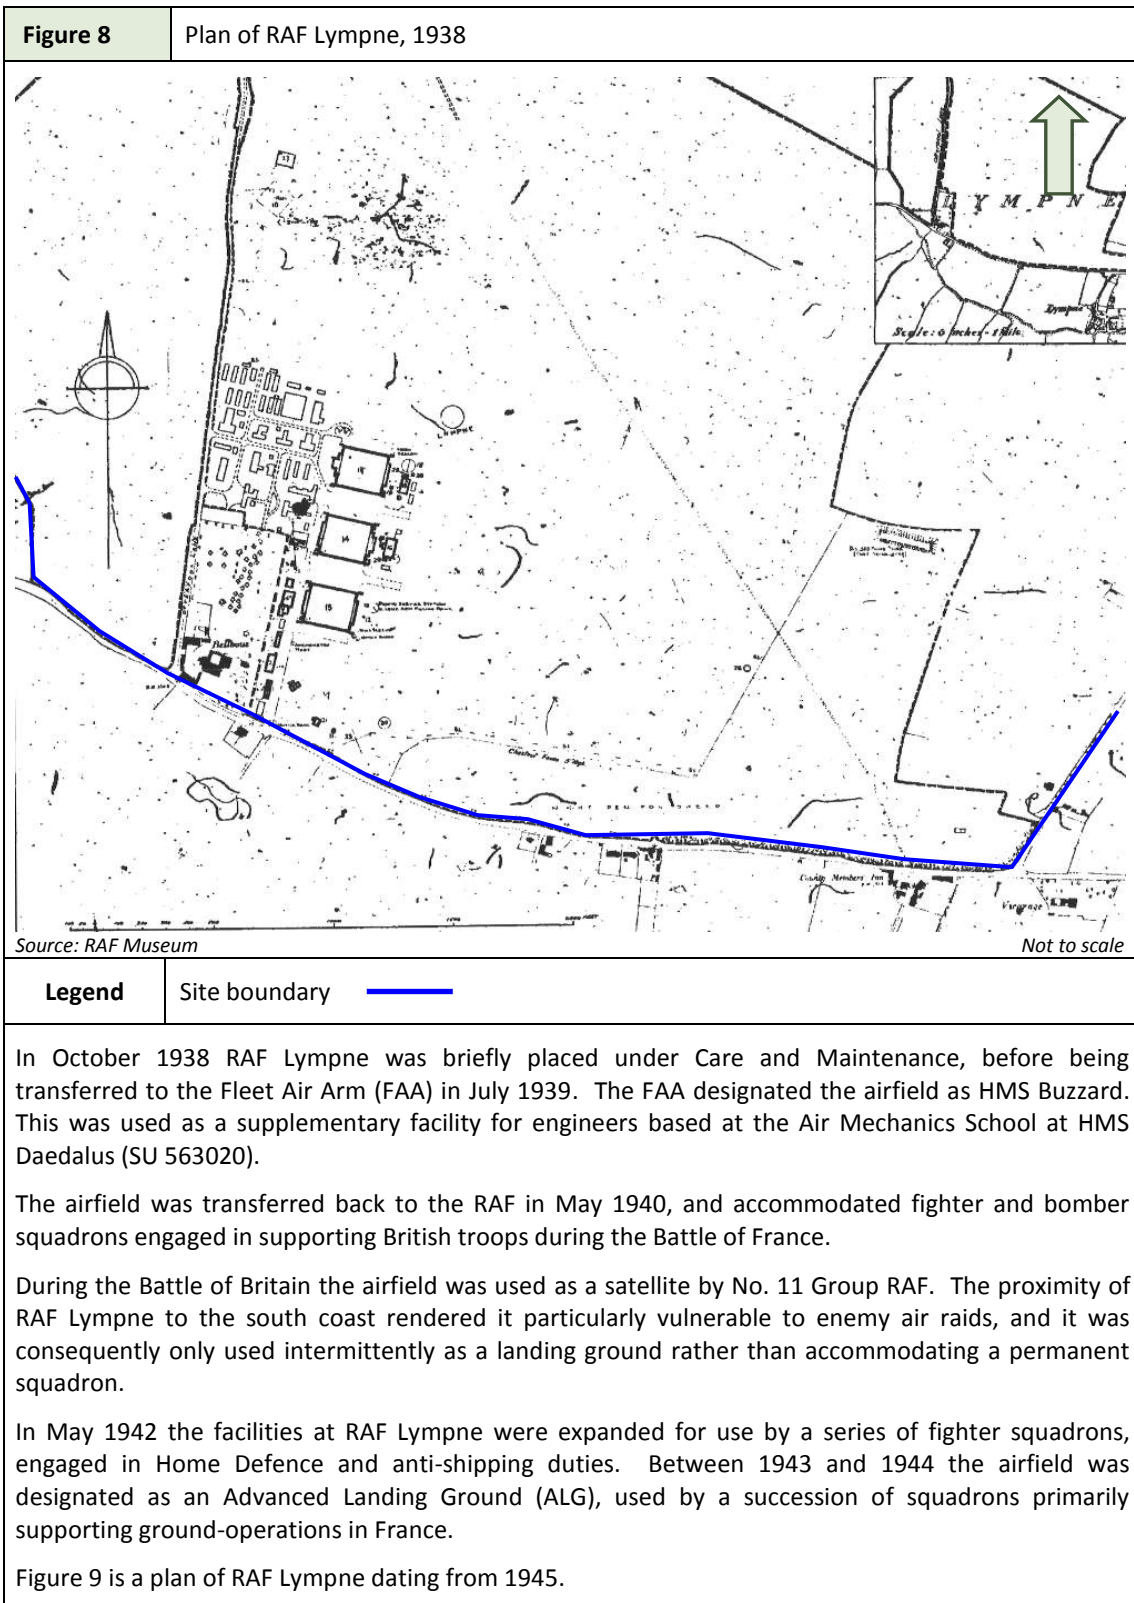 Figure 8
Plan of RAF Lympne, 1938
13
LYMPNE
Lympne
Scale: 6 inches - 1 Mile
LYMPNE
14
15
Bellhouse
Chestnut Farm
County Members Inn
Vicarage
Source: RAF Museum
Not to scale
Legend
Site boundary
In October 1938 RAF Lympne was briefly placed under Care and Maintenance, before being
transferred to the Fleet Air Arm (FAA) in July 1939. The FAA designated the airfield as HMS Buzzard.
This was used as a supplementary facility for engineers based at the Air Mechanics School at HMS
Daedalus (SU 563020).
The airfield was transferred back to the RAF in May 1940, and accommodated fighter and bomber
squadrons engaged in supporting British troops during the Battle of France.
During the Battle of Britain the airfield was used as a satellite by No. 11 Group RAF. The proximity of
RAF Lympne to the south coast rendered it particularly vulnerable to enemy air raids, and it was
consequently only used intermittently as a landing ground rather than accommodating a permanent
squadron.
In May 1942 the facilities at RAF Lympne were expanded for use by a series of fighter squadrons,
engaged in Home Defence and anti-shipping duties. Between 1943 and 1944 the airfield was
designated as an Advanced Landing Ground (ALG), used by a succession of squadrons primarily
supporting ground-operations in France.
Figure 9 is a plan of RAF Lympne dating from 1945.